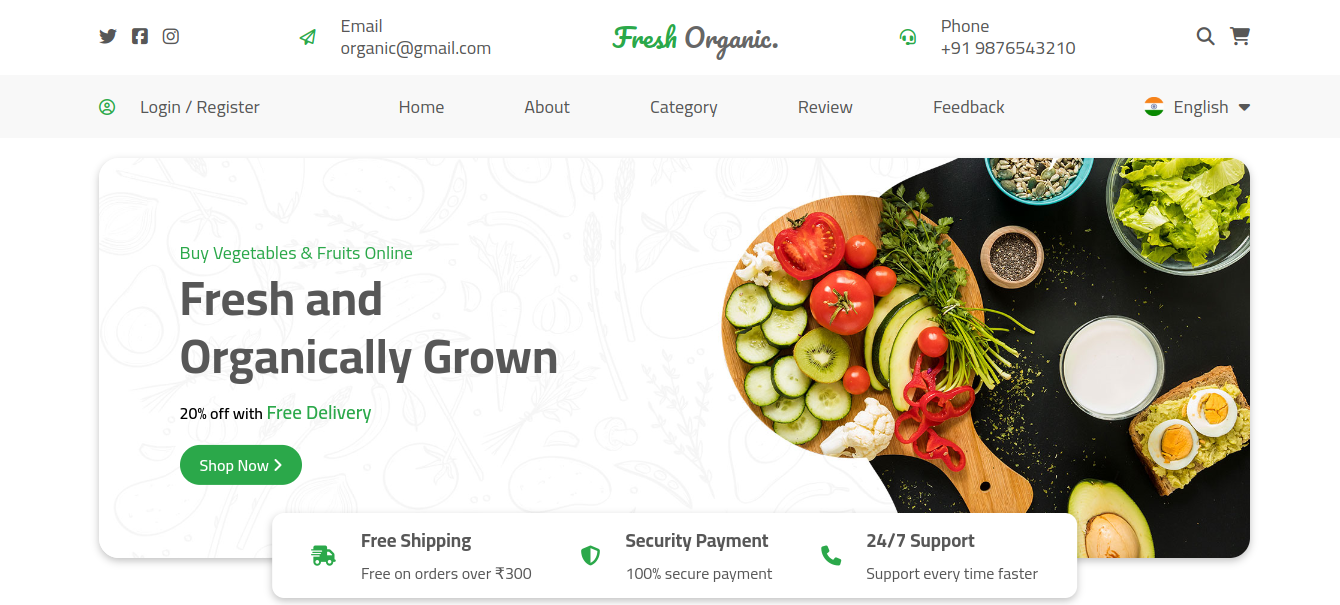 Email
organic@gmail.com
Fresh Organic.
Phone
+91 9876543210
Login / Register
Home
About
Category
Review
Feedback
English
Buy Vegetables & Fruits Online
Fresh and
Organically Grown
20% off with Free Delivery
Shop Now
Free Shipping
Free on orders over ₹300
Security Payment
100% secure payment
24/7 Support
Support every time faster